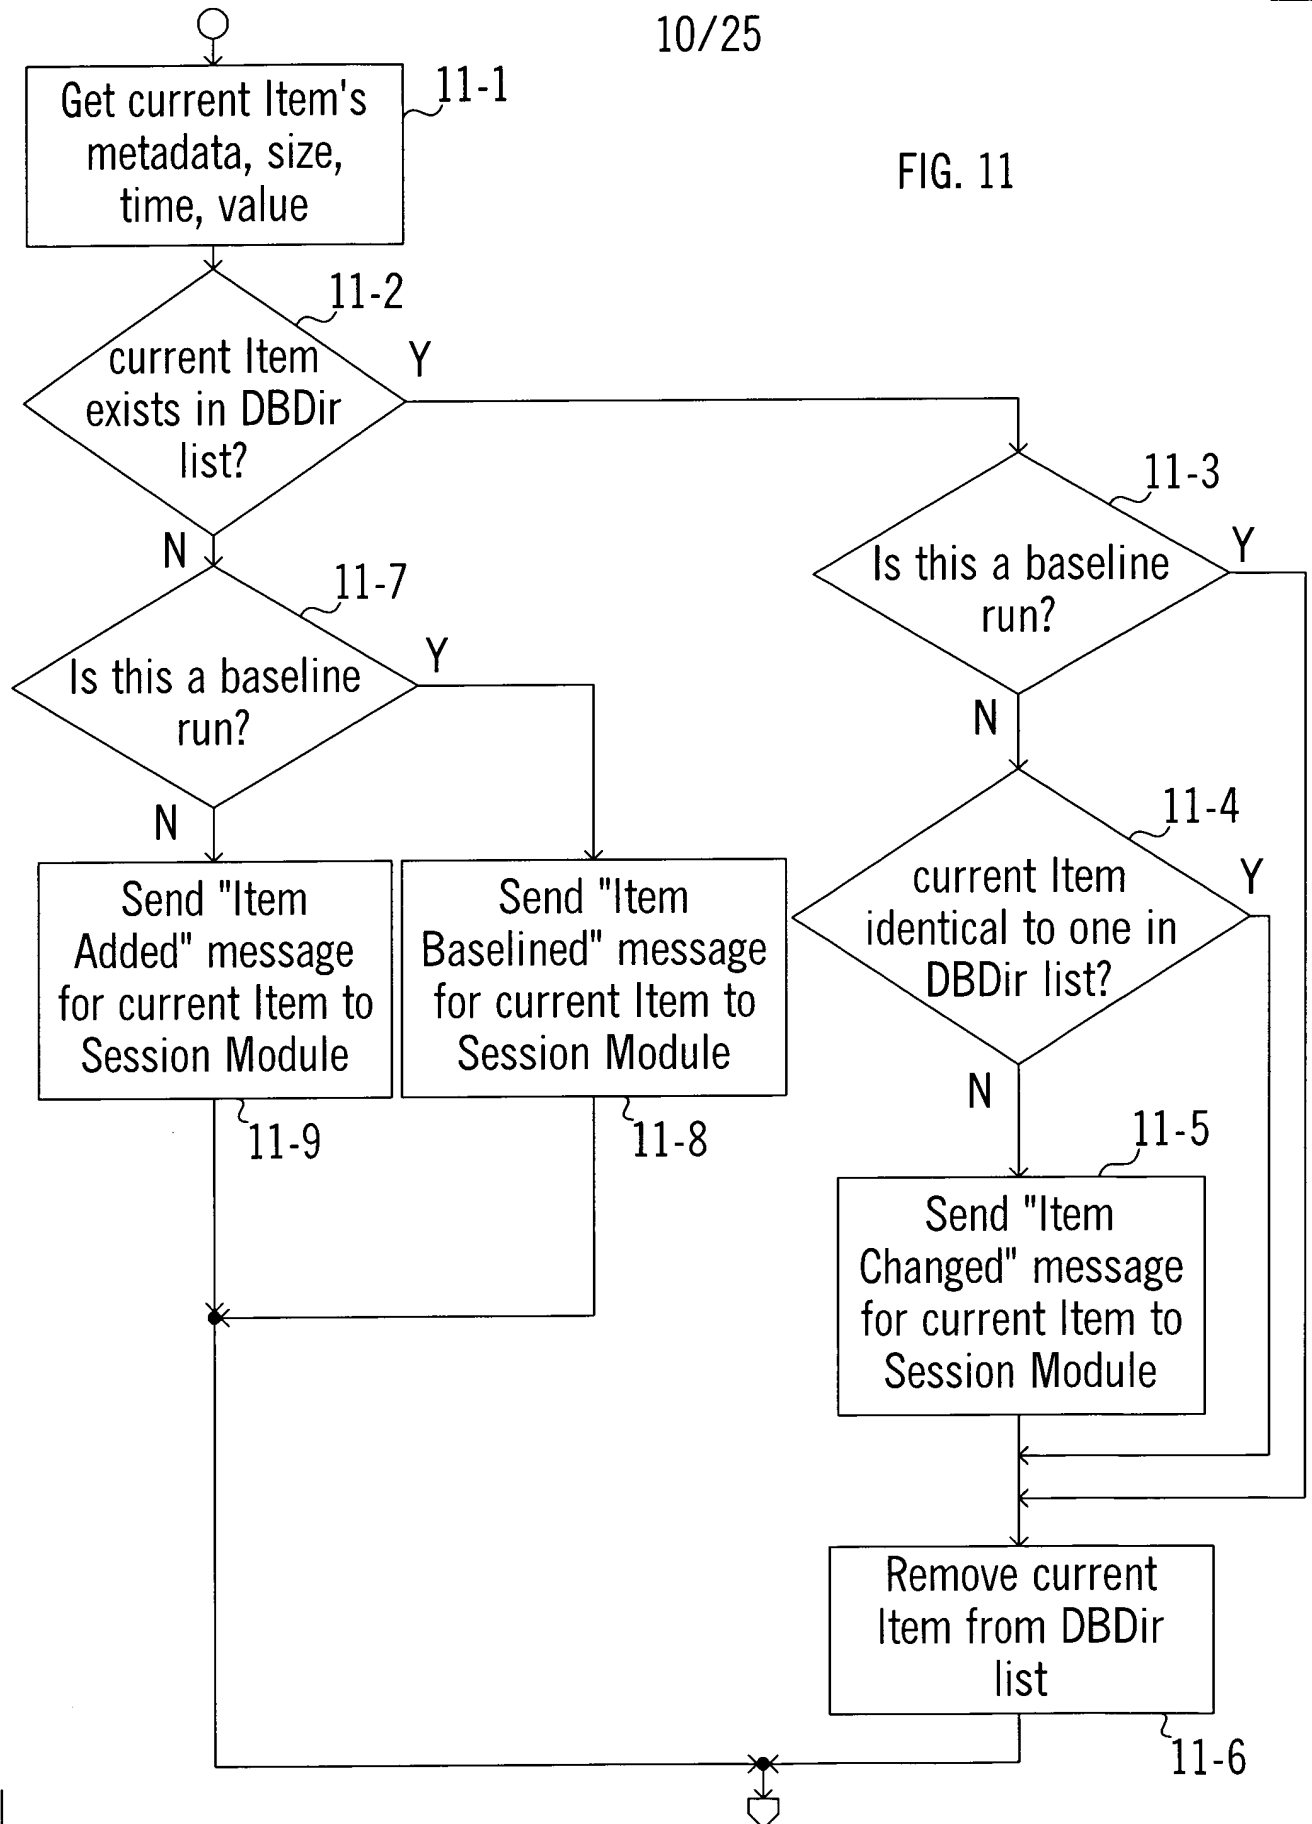 10/25
FIG. 11
Get current Item's
metadata, size,
time, value
11-1
current Item
exists in DBDir
list?
11-2
Y
N
Is this a baseline
run?
11-3
Y
N
Is this a baseline
run?
11-7
Y
N
current Item
identical to one in
DBDir list?
11-4
Y
N
Send "Item
Added" message
for current Item to
Session Module
11-9
Send "Item
Baselined" message
for current Item to
Session Module
11-8
Send "Item
Changed" message
for current Item to
Session Module
11-5
Remove current
Item from DBDir
list
11-6